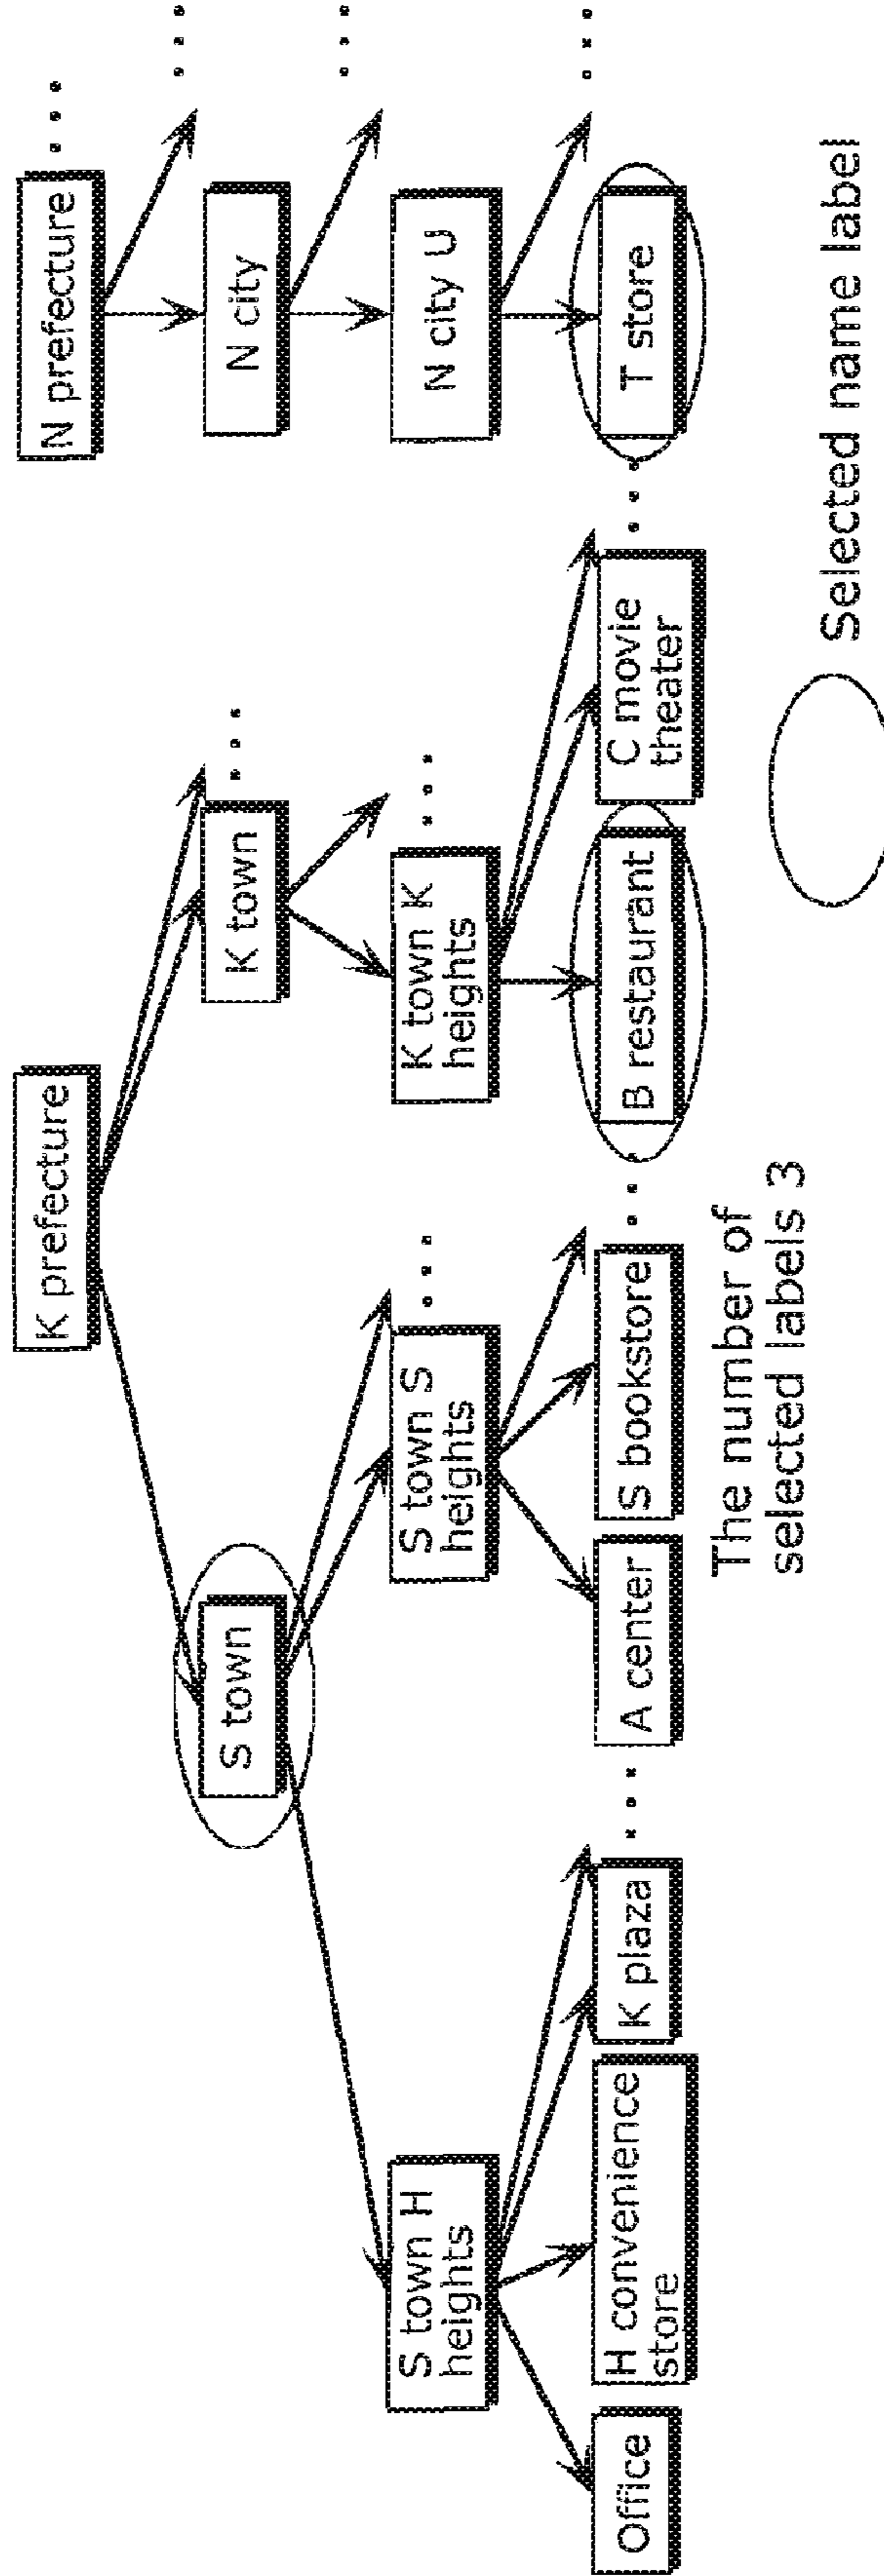 K prefecture
N prefecture
S town
K town
N city
S town H
heights
S town S
heights
K town K
heights
N city U
Office
H convenience
store
K plaza
A center
S bookstore
B restaurant
C movie
theater
T store
The number of
selected labels 3
Selected name label